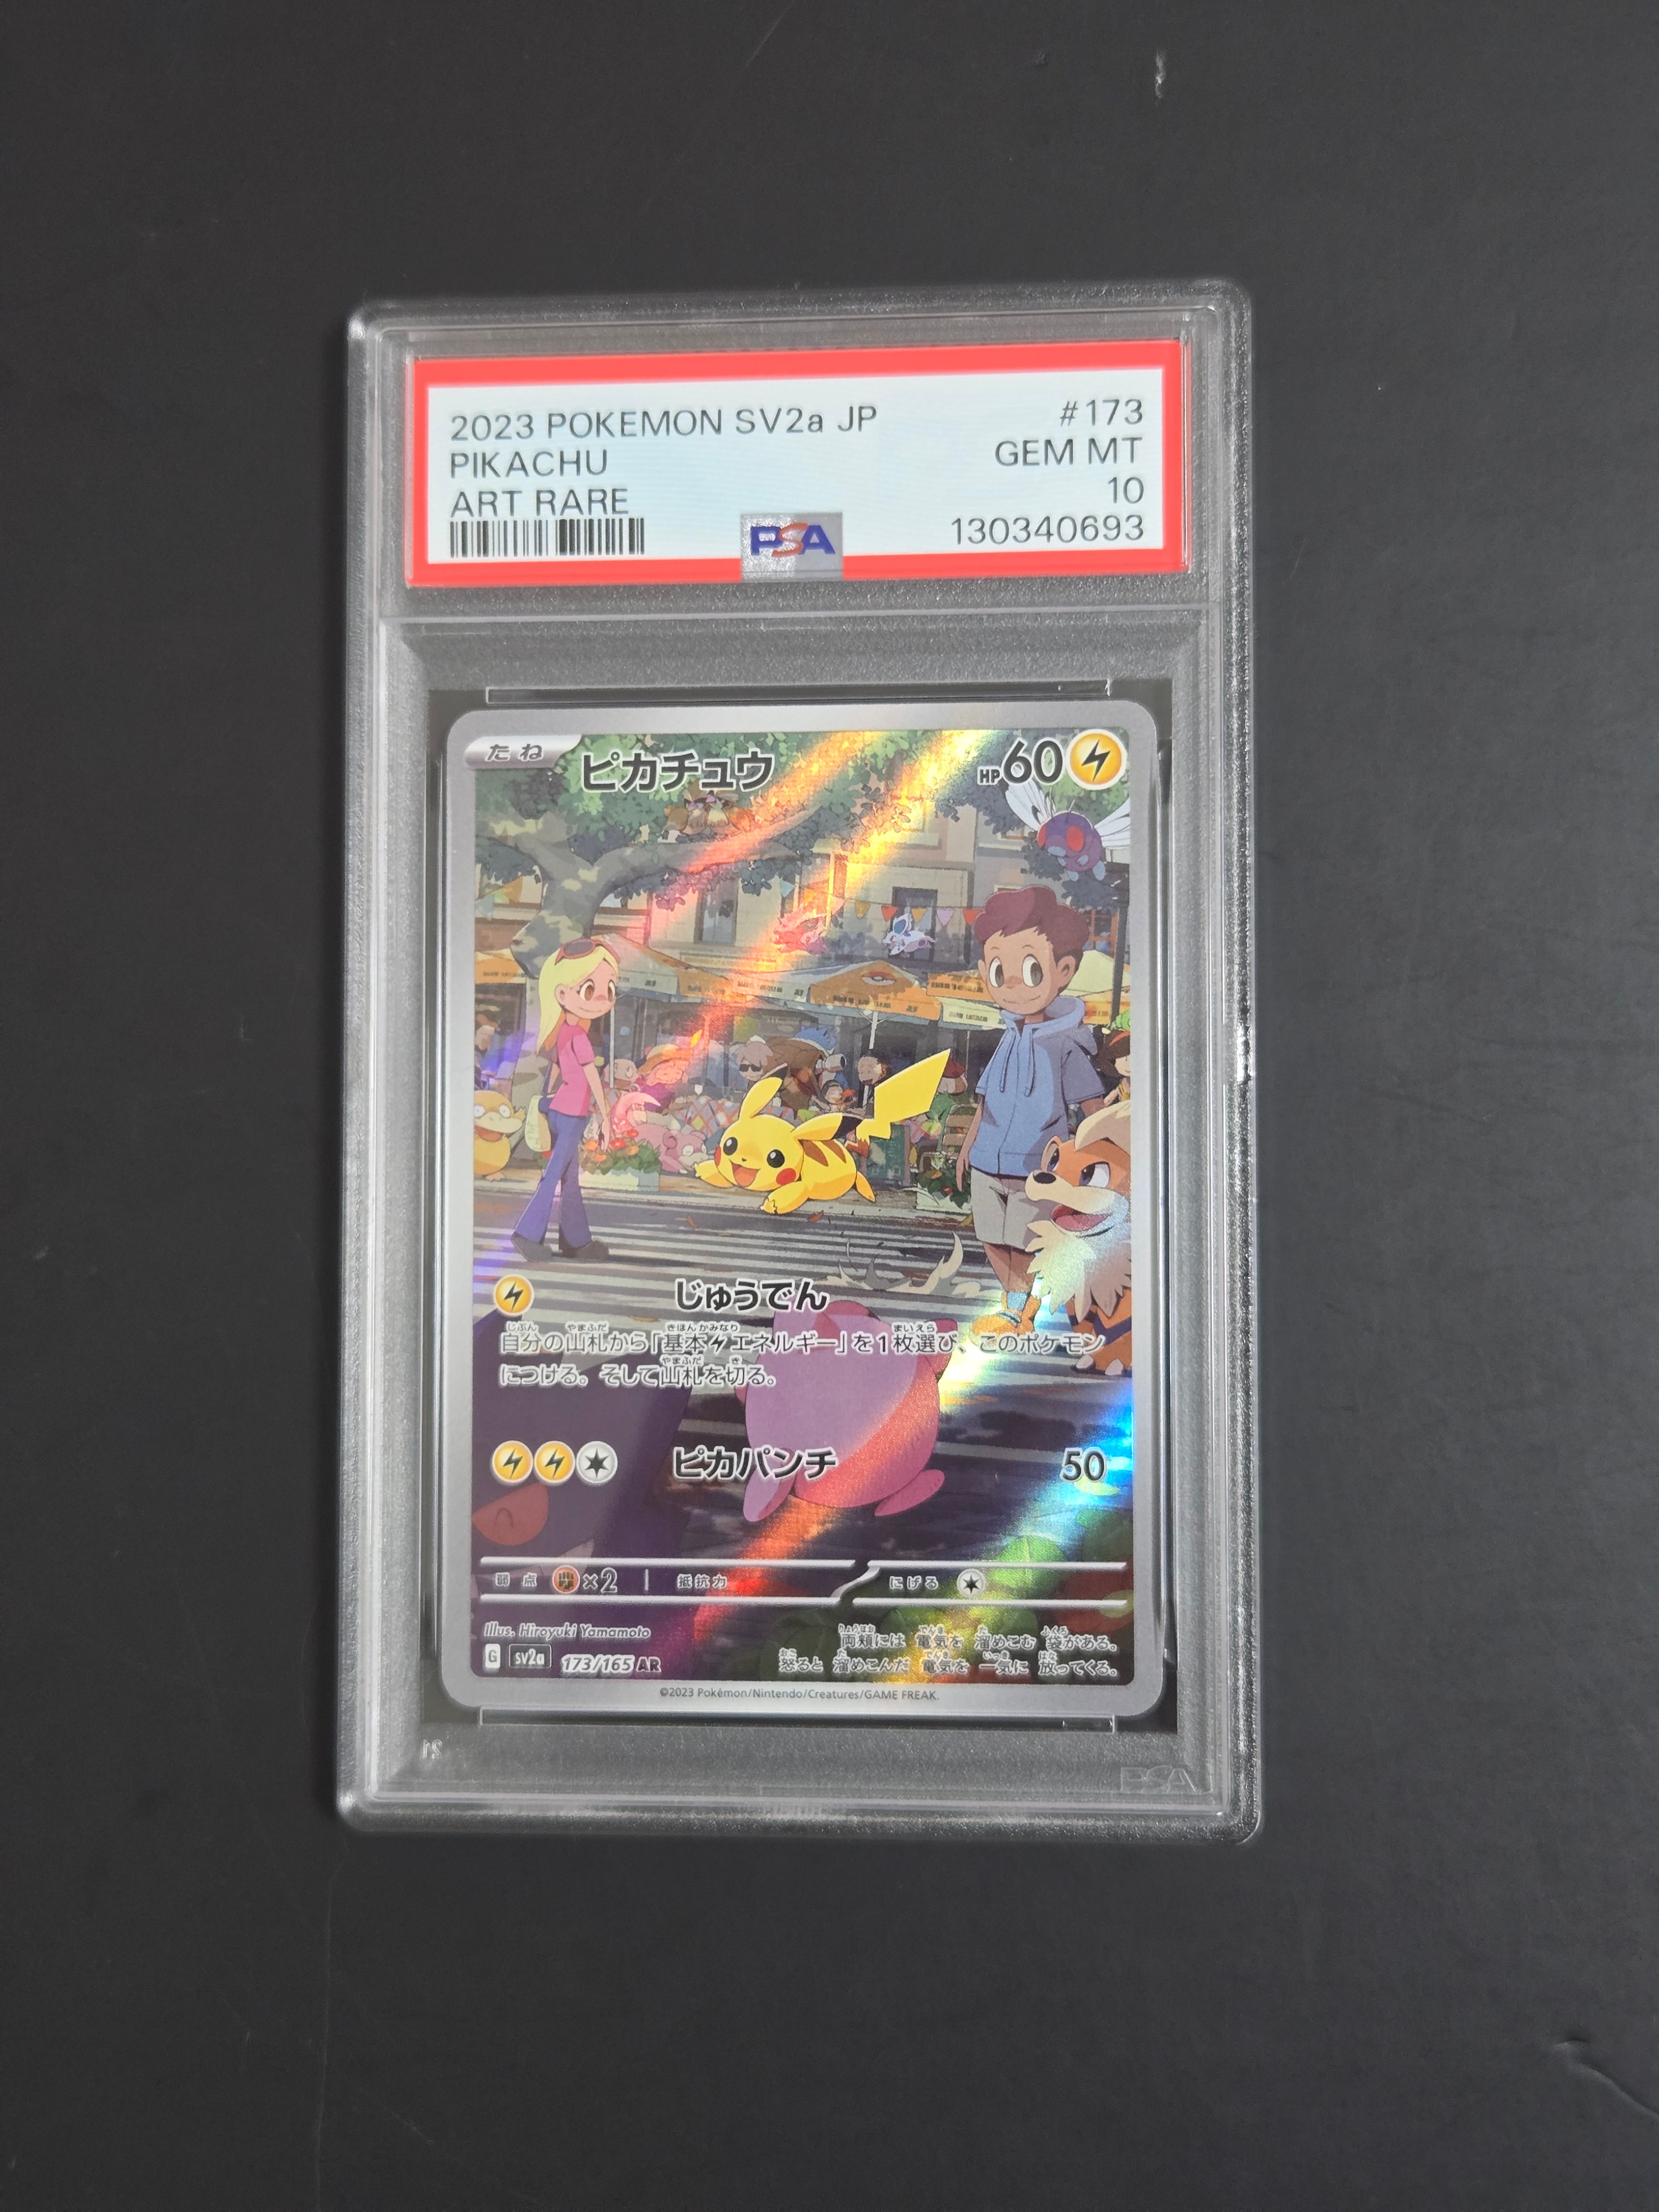 2023 POKEMON SV2a JP #173
PIKACHU GEM MT
ART RARE 10
PSA 130340693
たね ピカチュウ HP60
じゅうでん
自分の山札から「基本エネルギー」を1枚選び、このポケモン
につける。そして山札を切る。
ピカパンチ 50
弱点 ×2 抵抗力 にげる
Illus. Hiroyuki Yamamoto
両頬には 電気を 溜めこむ 袋がある。
怒ると 溜めこんだ 電気を 一気に 放ってくる。
G sv2a 173/165 AR
©2023 Pokémon/Nintendo/Creatures/GAME FREAK.
PSA